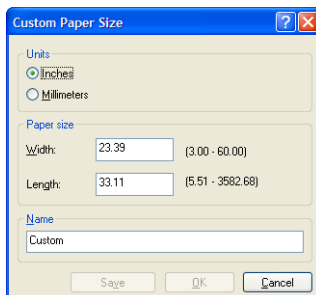 Custom Paper Size
Units
Inches
Millimeters
Paper size
Width: 23.39 (3.00 - 60.00)
Length: 33.11 (5.51 - 3582.68)
Name
Custom
Save OK Cancel